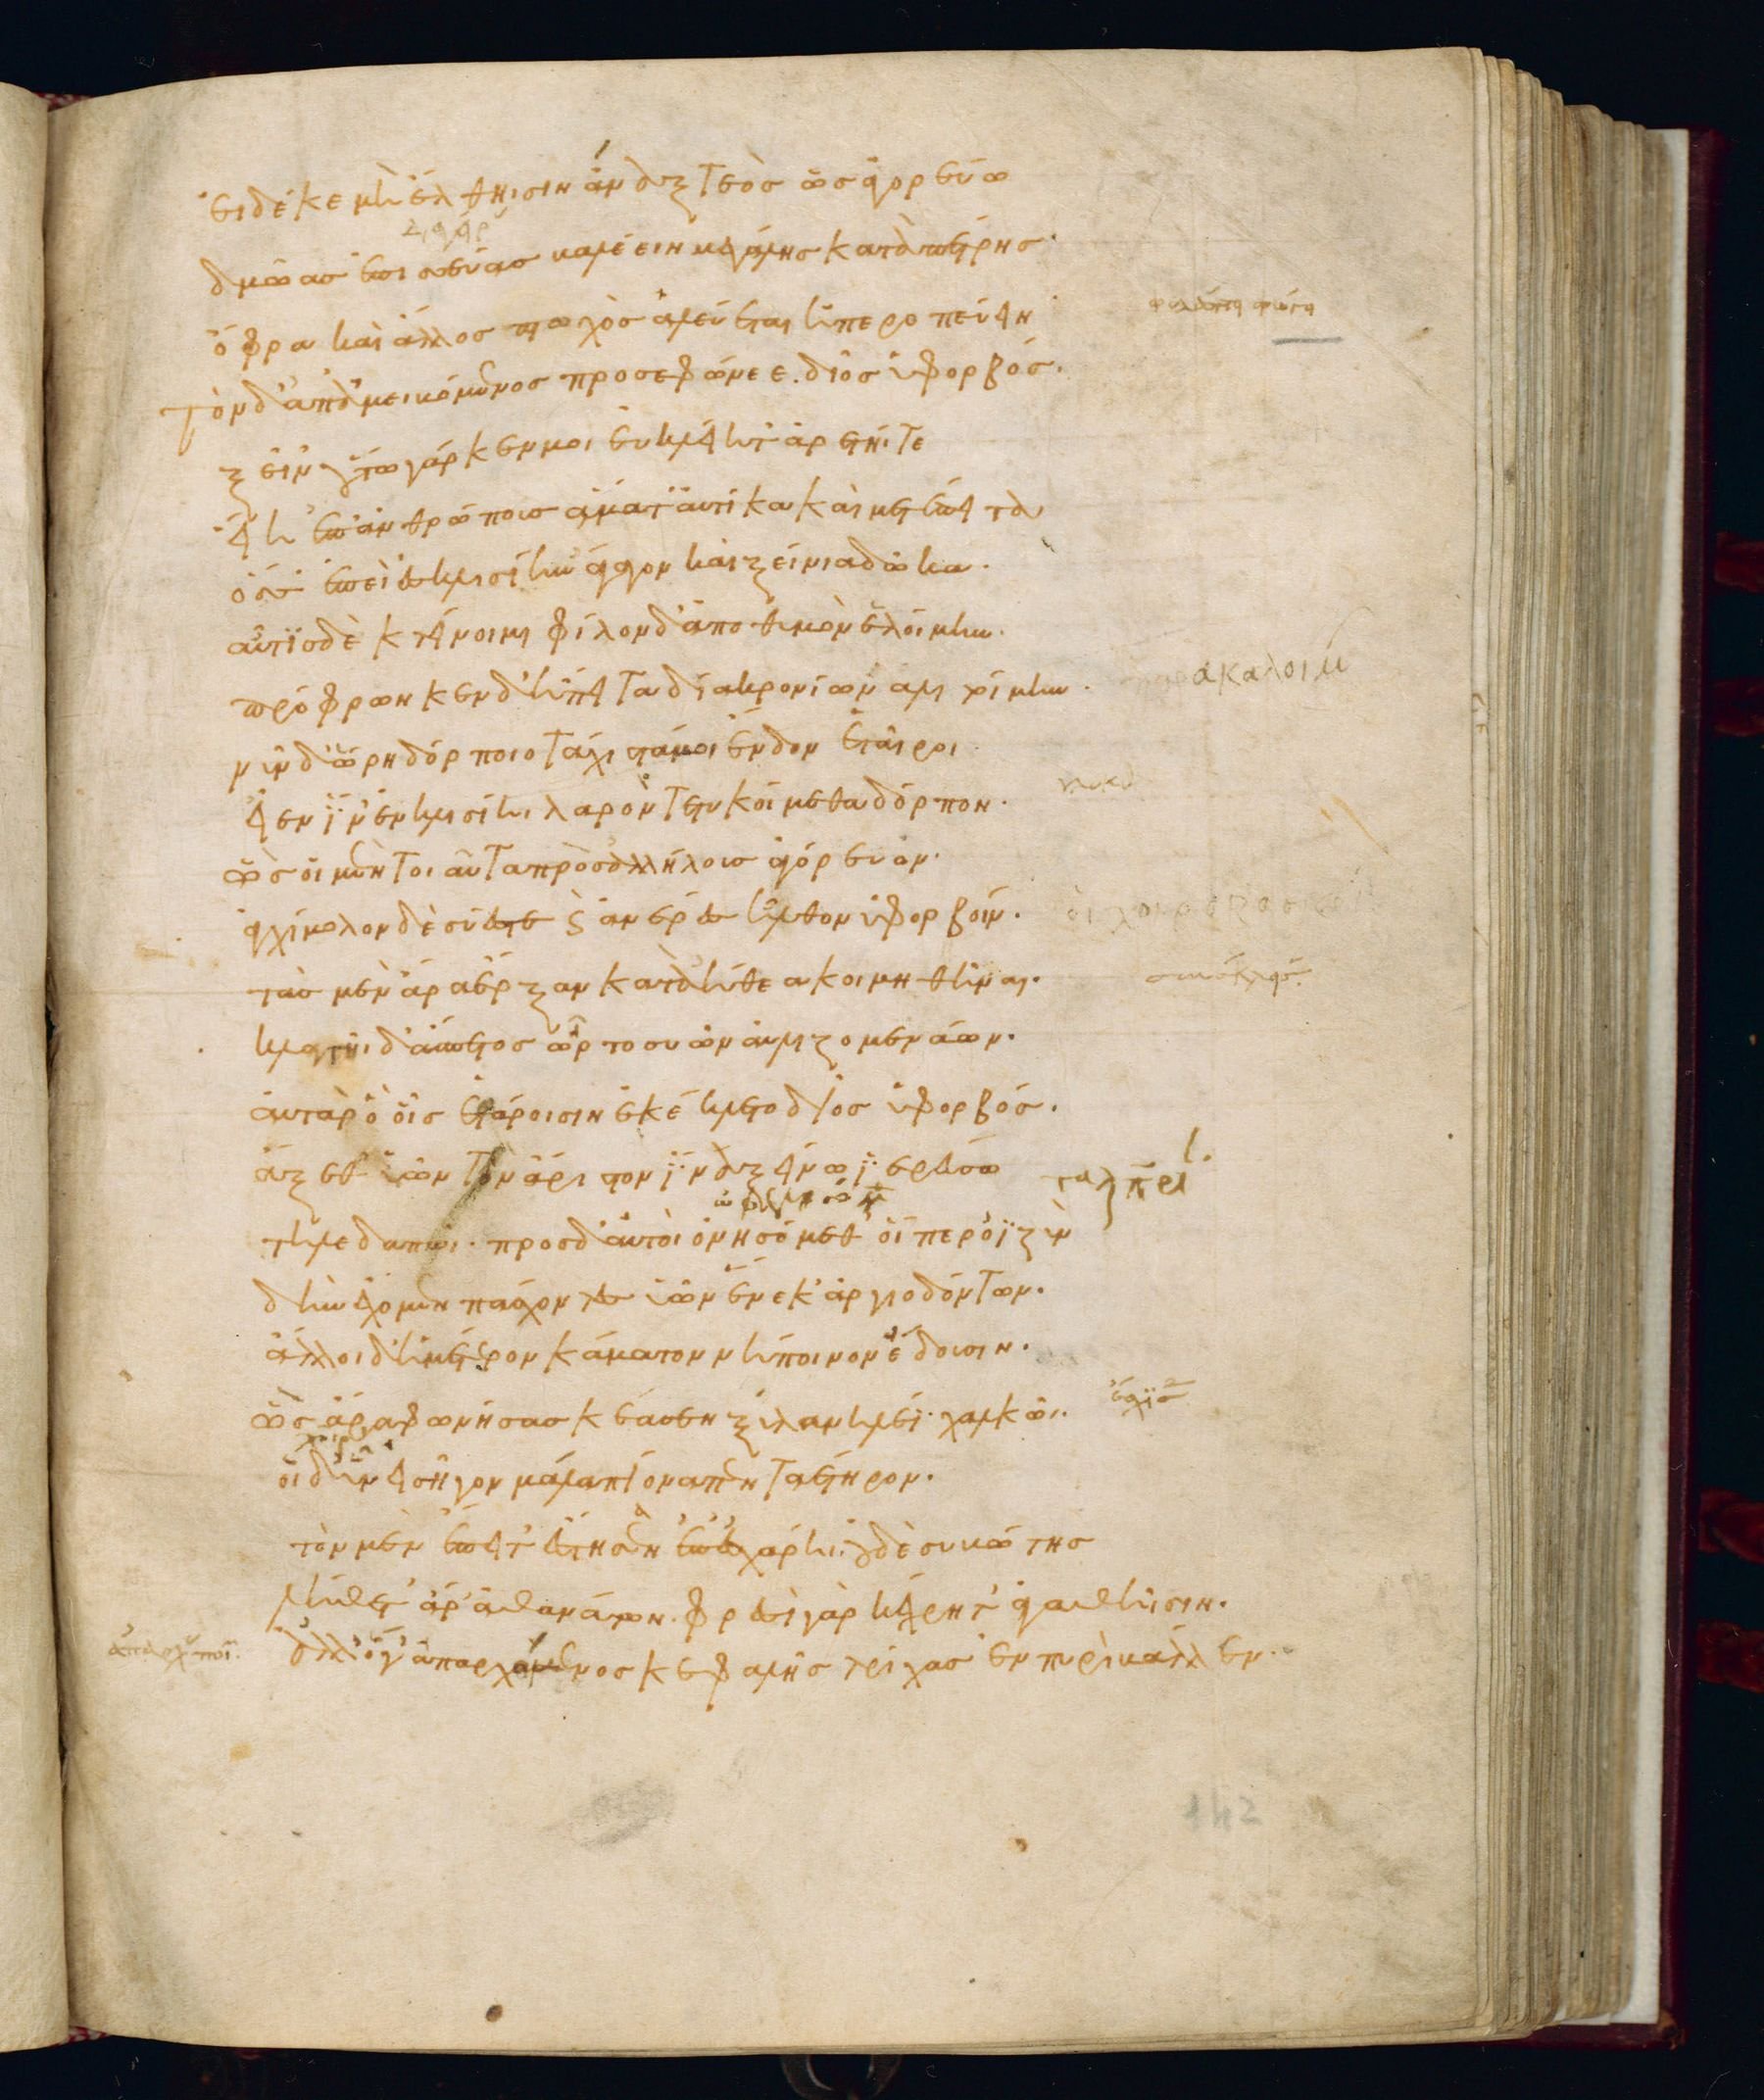 εἰ δέ κε μὴ ἔλθηισιν ἄναξ τεὸς ὡς ἀγορεύω
δμῶας ἐπισσεύας βαλέειν μεγάλης κατὰ πέτρης
ὄφρα καὶ ἄλλος πτωχὸς ἀλεύεται ἠπεροπεύειν
τὸν δ' ἀπαμειβόμενος προσεφώνεε δῖος ὑφορβός.
ξεῖν οὕτω γάρ κέν μοι ἐυκλείη τ' ἀρετήι τε
εἴη ἐπ' ἀνθρώπους ἅμα τ' αὐτίκα καὶ μετέπειτα
ὅς σ' ἐπεὶ ἐς κλισίην ἄγαγον καὶ ξείνια δῶκα.
αὖτις δὲ κτείναιμι φίλον δ' ἀπὸ θυμὸν ἑλοίμην.
πρόφρων κεν δὴ ἔπειτα δία κρονίωνα λιτοίμην.
νῦν δ' ὥρη δόρποιο τάχιστά μοι ἔνδον ἑταῖροι
εἶεν ἵν' ἐν κλισίηι λαρὸν τετυκοίμεθα δόρπον.
ὣς οἱ μὲν τοιαῦτα πρὸς ἀλλήλους ἀγόρευον.
ἀγχίμολον δὲ σύες τε καὶ ἀνέρες ἦλθον ὑφορβοί.
τὰς μὲν ἄρα ἔρξαν κατὰ ἤθεα κοιμηθῆναι.
κλαγγὴ δ' ἄσπετος ὦρτο συῶν αὐλιζομενάων.
αὐτὰρ ὁ οἷς ἑτάροισιν ἐκέκλετο δῖος ὑφορβός.
ἄξεθ' ὑῶν τὸν ἄριστον ἵν' ξείνωι ἱερεύσω
τηλεδαπῶι. πρὸς δ' αὐτοὶ ὀνησόμεθ' οἵπερ ὀϊζὺν
δὴν ἔχομεν πάσχοντες ὑῶν ἕνεκ' ἀργιοδόντων.
ἄλλοι δ' ἡμέτερον κάματον νήποινον ἔδουσιν.
ὣς ἄρα φωνήσας κέασε ξύλα νηλέϊ χαλκῶι. ἔσχισε
οἱ δ' ὗν εἰσῆγον μάλα πίονα πενταέτηρον.
τὸν μὲν ἔπειτ' ἔστησαν ἐπ' ἐσχάρηι οὐδὲ συβώτης
λήθετ' ἄρ' ἀθανάτων. φρεσὶ γὰρ κέχρητ' ἀγαθῆισιν.
ἀλλ' ὅγ' ἀπαρχόμενος κεφαλῆς τρίχας ἐν πυρὶ βάλλεν.
142